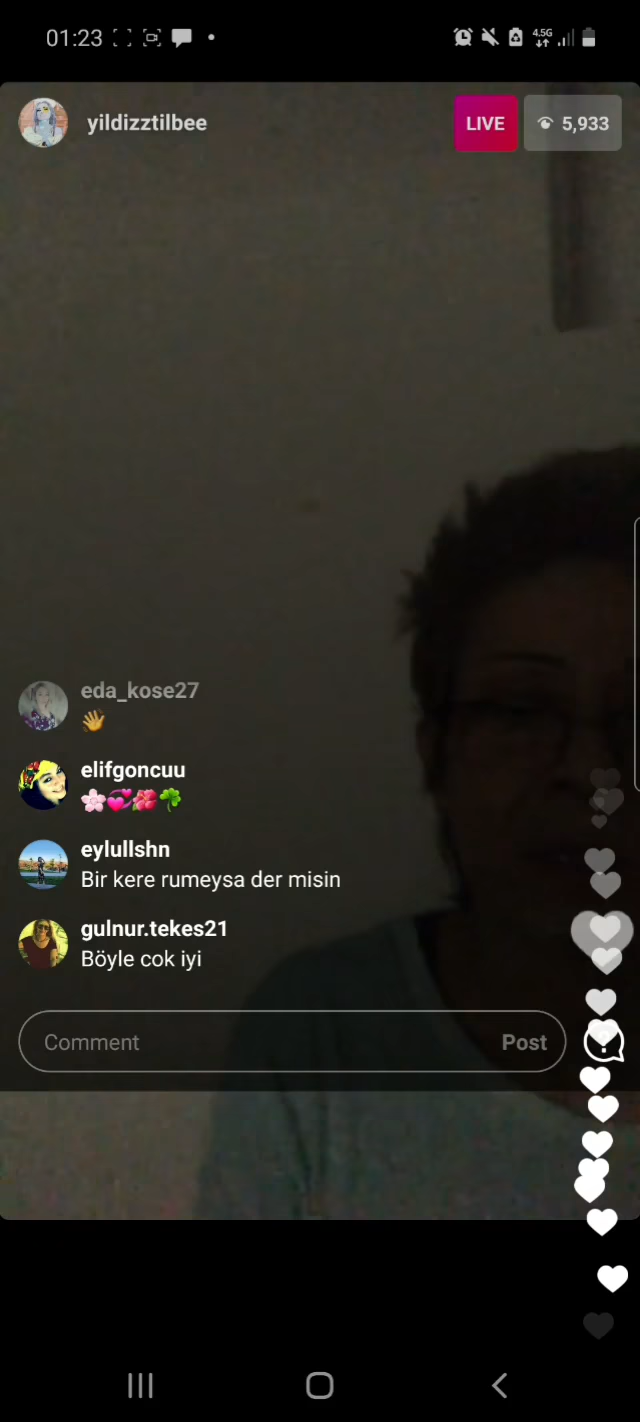 01:23
4.5G
yildizztilbee
LIVE
5,933
eda_kose27
👋
elifgoncuu
🌸💞🌺☘️
eylullshn
Bir kere rumeysa der misin
gulnur.tekes21
Böyle cok iyi
Comment
Post